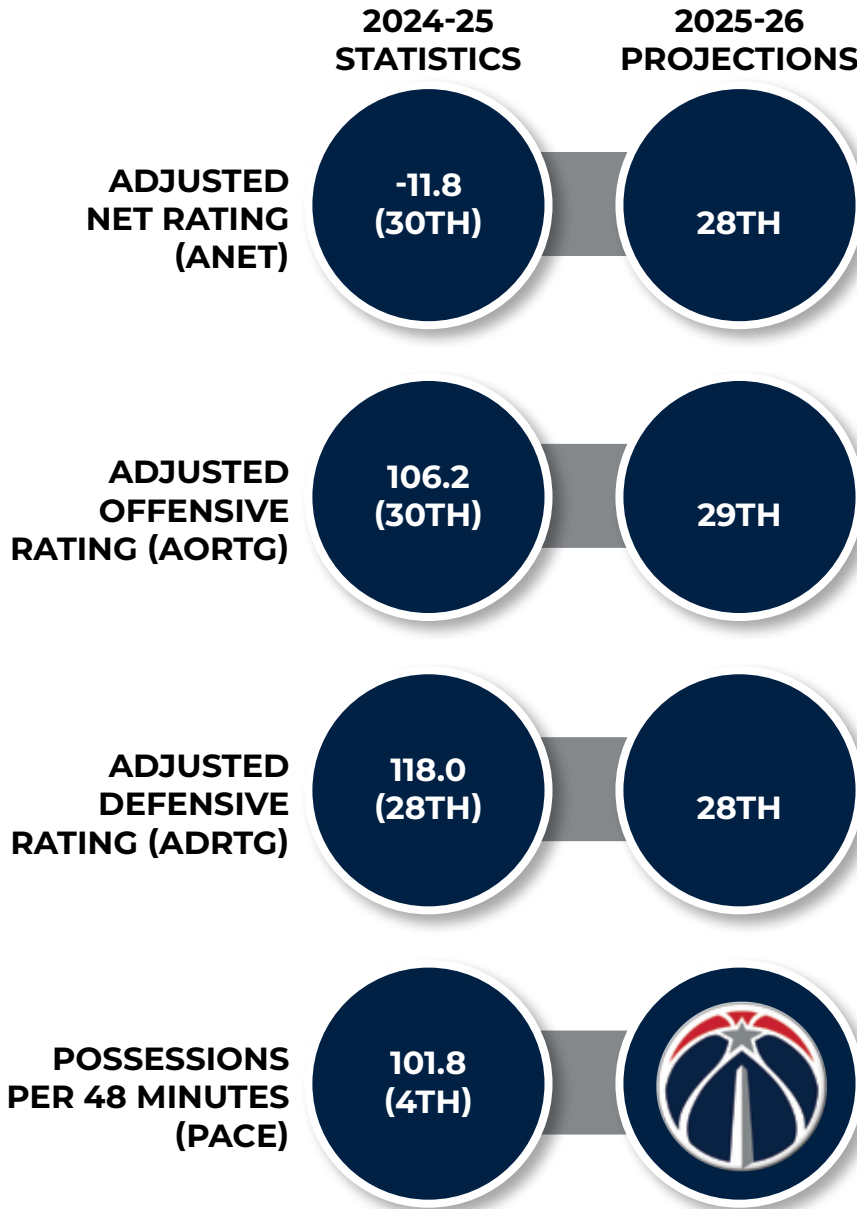 2024-25
STATISTICS
2025-26
PROJECTIONS
ADJUSTED
NET RATING
(ANET)
-11.8
(30TH)
28TH
ADJUSTED
OFFENSIVE
RATING (AORTG)
106.2
(30TH)
29TH
ADJUSTED
DEFENSIVE
RATING (ADRTG)
118.0
(28TH)
28TH
POSSESSIONS
PER 48 MINUTES
(PACE)
101.8
(4TH)